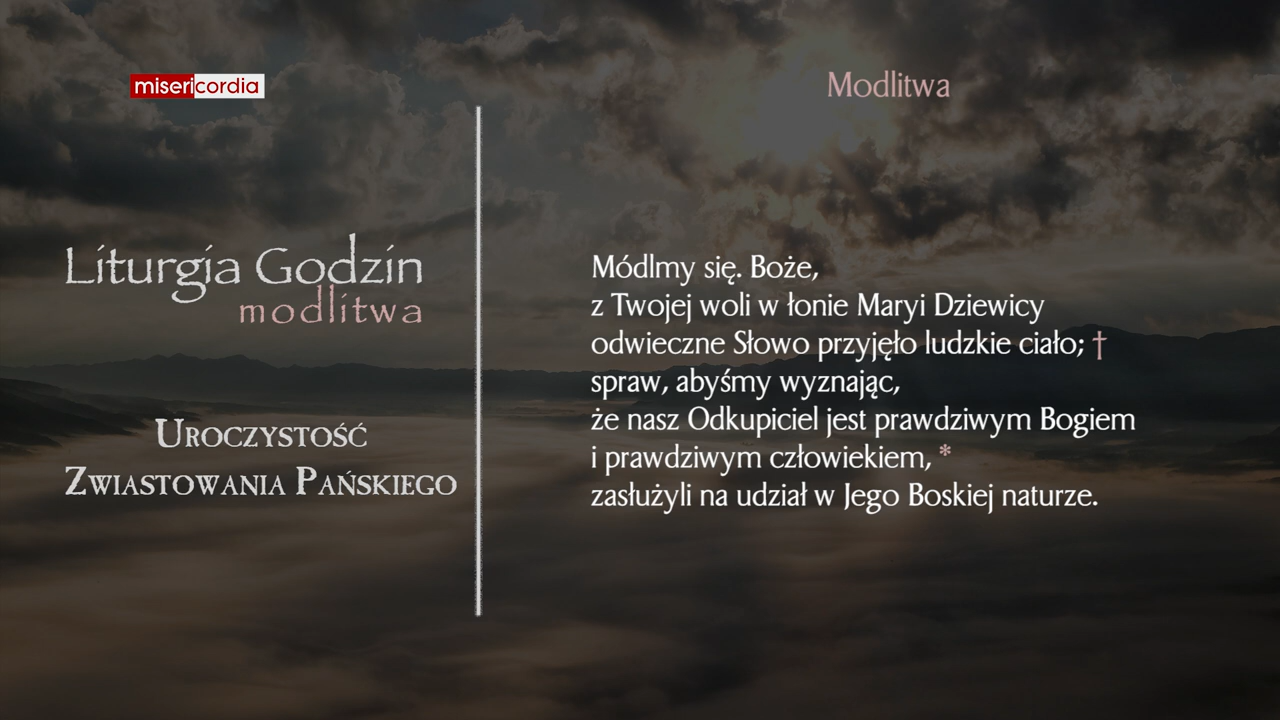 misericordia
Modlitwa
Liturgia Godzin
modlitwa
Uroczystość
Zwiastowania Pańskiego
Módlmy się. Boże,
z Twojej woli w łonie Maryi Dziewicy
odwieczne Słowo przyjęło ludzkie ciało; †
spraw, abyśmy wyznając,
że nasz Odkupiciel jest prawdziwym Bogiem
i prawdziwym człowiekiem, *
zasłużyli na udział w Jego Boskiej naturze.